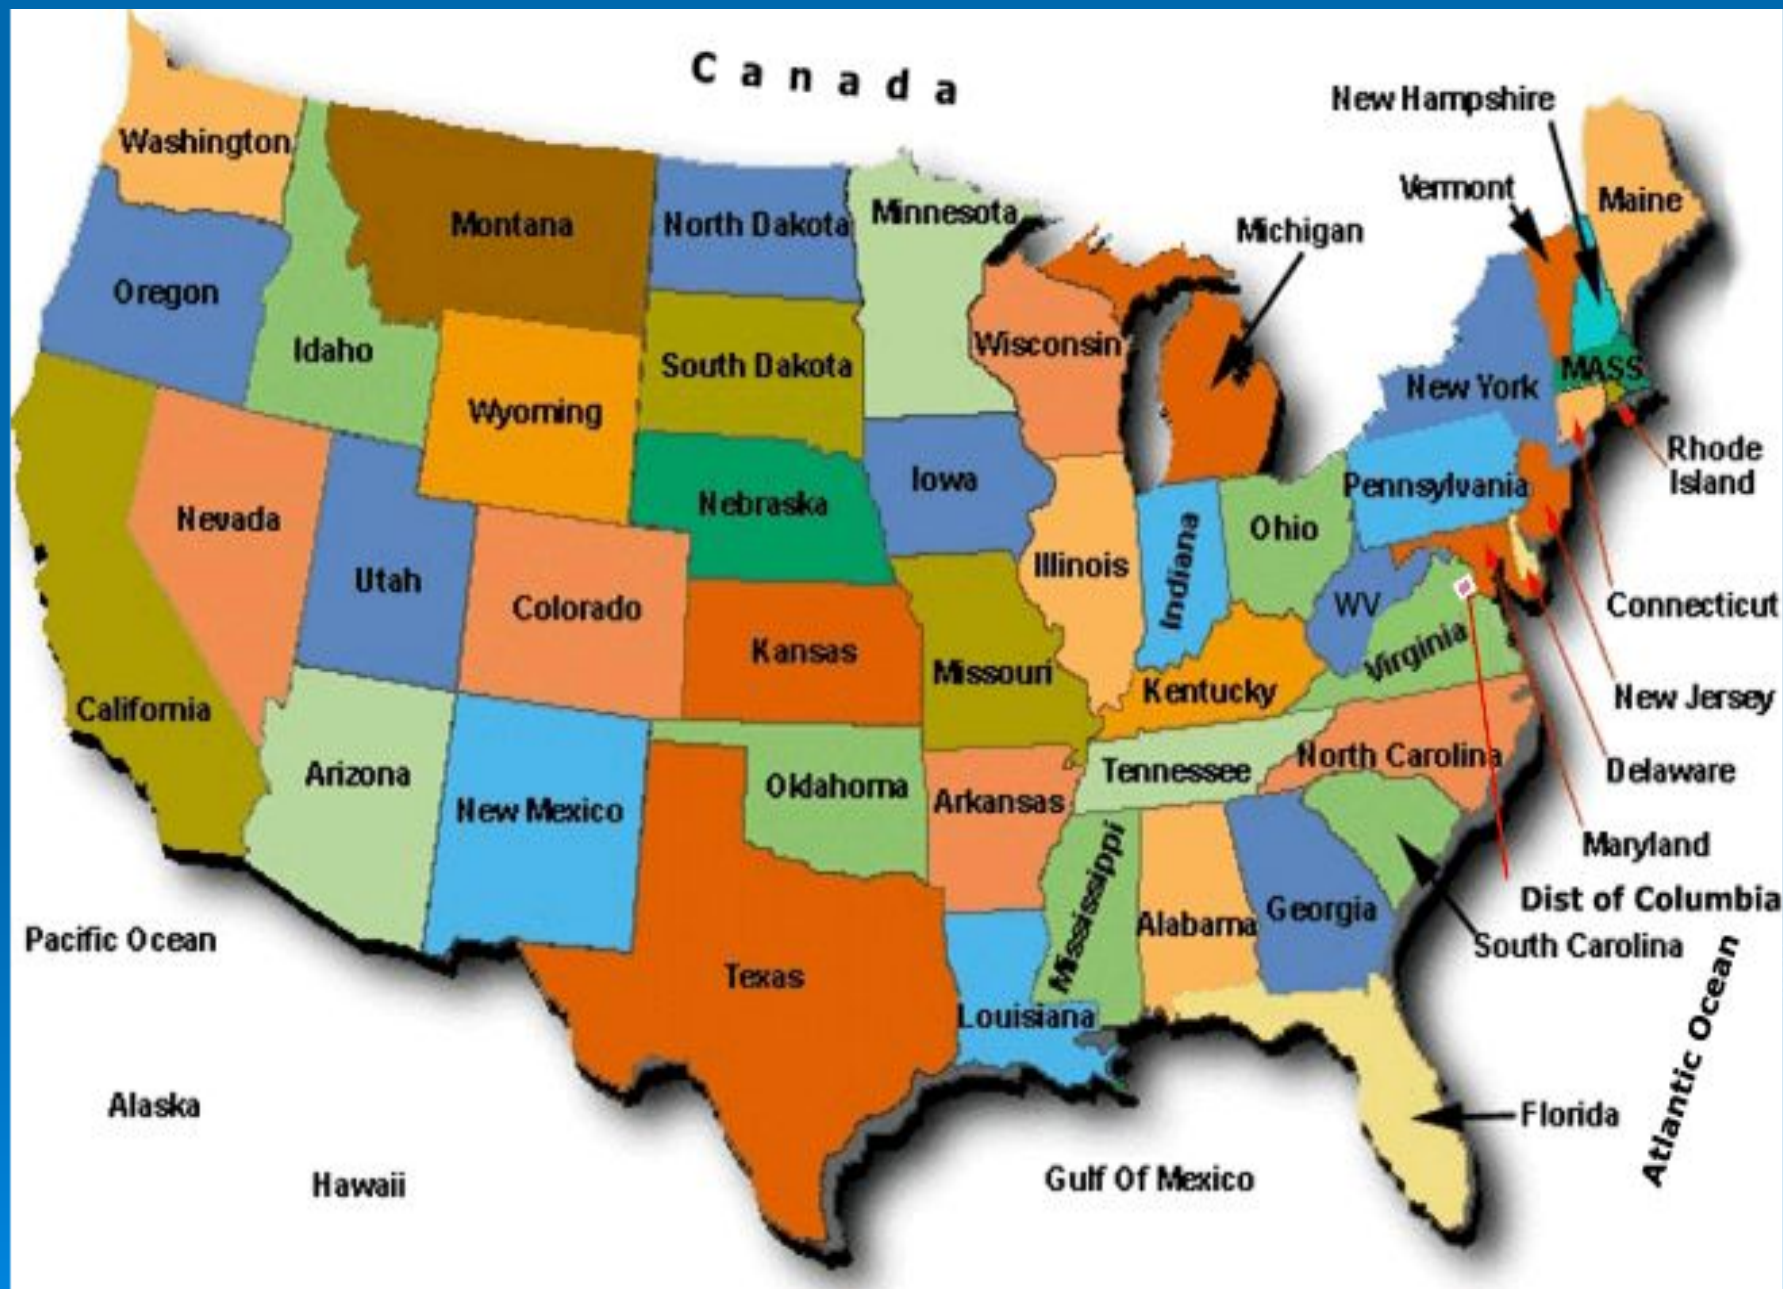 Canada
New Hampshire
Washington
Vermont
Maine
Montana
North Dakota
Minnesota
Michigan
Oregon
Idaho
Wisconsin
South Dakota
MASS
New York
Wyoming
Rhode
Island
Iowa
Pennsylvania
Nebraska
Nevada
Ohio
Illinois
Indiana
Utah
Colorado
WV
Connecticut
Kansas
Virginia
Missouri
Kentucky
New Jersey
California
North Carolina
Arizona
Tennessee
Delaware
Oklahoma
New Mexico
Arkansas
Maryland
Mississippi
Dist of Columbia
Georgia
Alabama
Pacific Ocean
South Carolina
Texas
Louisiana
Atlantic Ocean
Alaska
Florida
Hawaii
Gulf Of Mexico